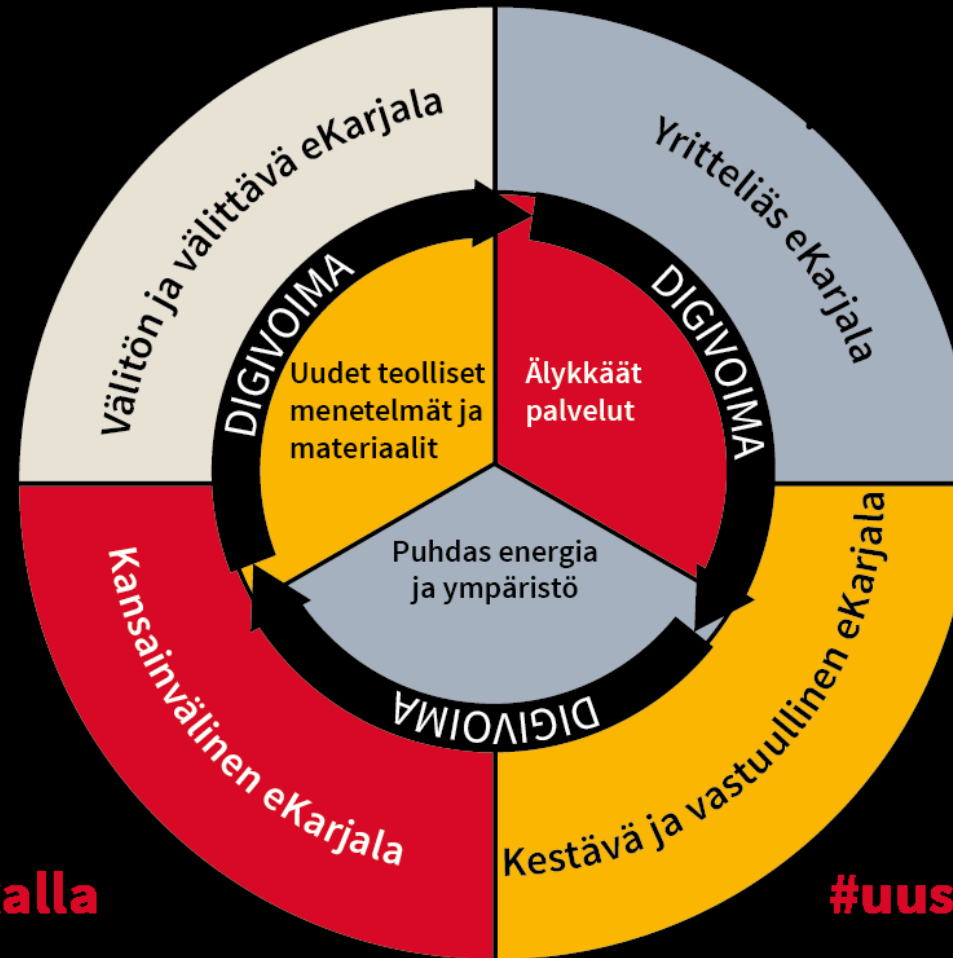 Välitön ja välittävä eKarjala
Yritteliäs eKarjala
DIGIVOIMA
DIGIVOIMA
Uudet teolliset
menetelmät ja
materiaalit
Älykkäät
palvelut
Puhdas energia
ja ympäristö
DIGIVOIMA
Kansainvälinen eKarjala
Kestävä ja vastuullinen eKarjala
#uus